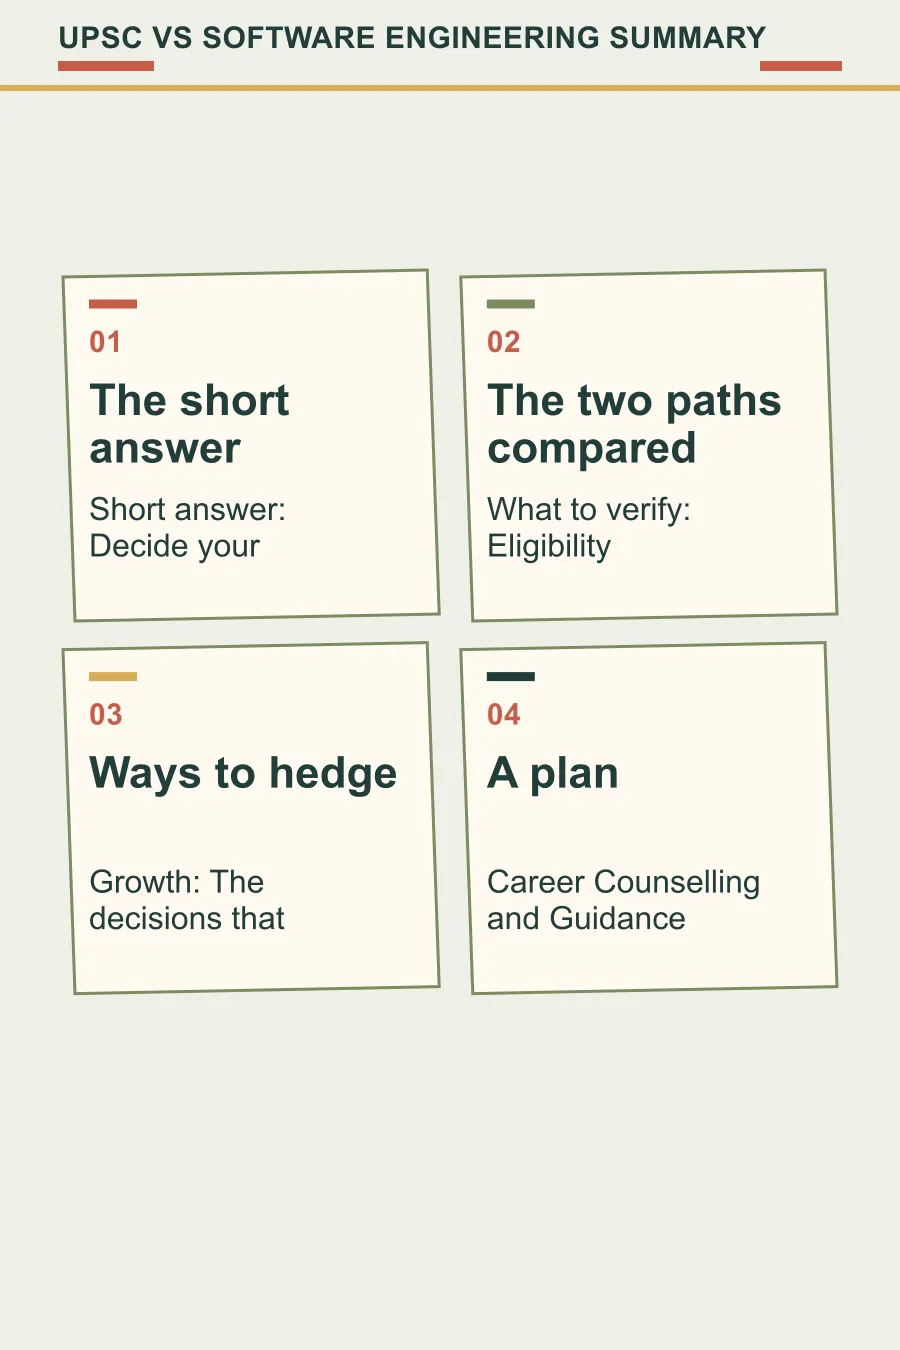 UPSC VS SOFTWARE ENGINEERING SUMMARY
01
The short
answer
Short answer:
Decide your
02
The two paths
compared
What to verify:
Eligibility
03
Ways to hedge
Growth: The
decisions that
04
A plan
Career Counselling
and Guidance